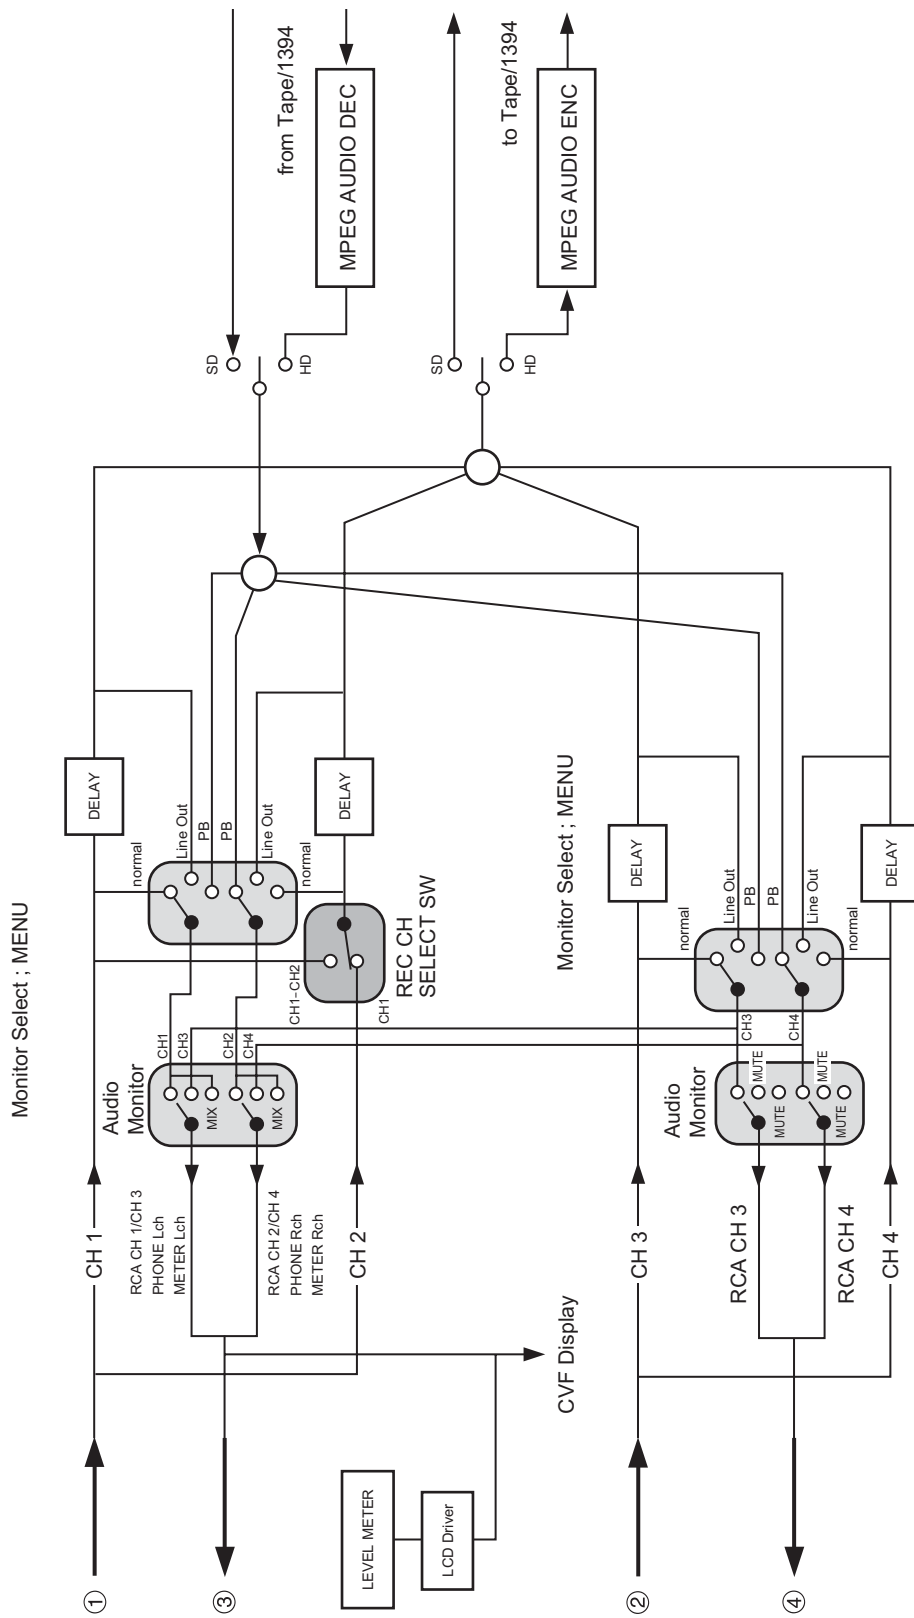 Monitor Select ; MENU
from Tape/1394
MPEG AUDIO DEC
to Tape/1394
MPEG AUDIO ENC
SD
HD
SD
HD
DELAY
DELAY
normal
Line Out
PB
PB
Line Out
normal
REC CH
SELECT SW
CH1-CH2
CH1
Audio
Monitor
CH1
CH3
CH2
CH4
MIX
MIX
RCA CH 1/CH 3
PHONE Lch
METER Lch
RCA CH 2/CH 4
PHONE Rch
METER Rch
CH 1
CH 2
①
③
LEVEL METER
LCD Driver
CVF Display
Monitor Select ; MENU
DELAY
DELAY
normal
Line Out
PB
PB
Line Out
normal
CH3
CH4
Audio
Monitor
MUTE
MUTE
MUTE
MUTE
CH 3
RCA CH 3
RCA CH 4
CH 4
②
④